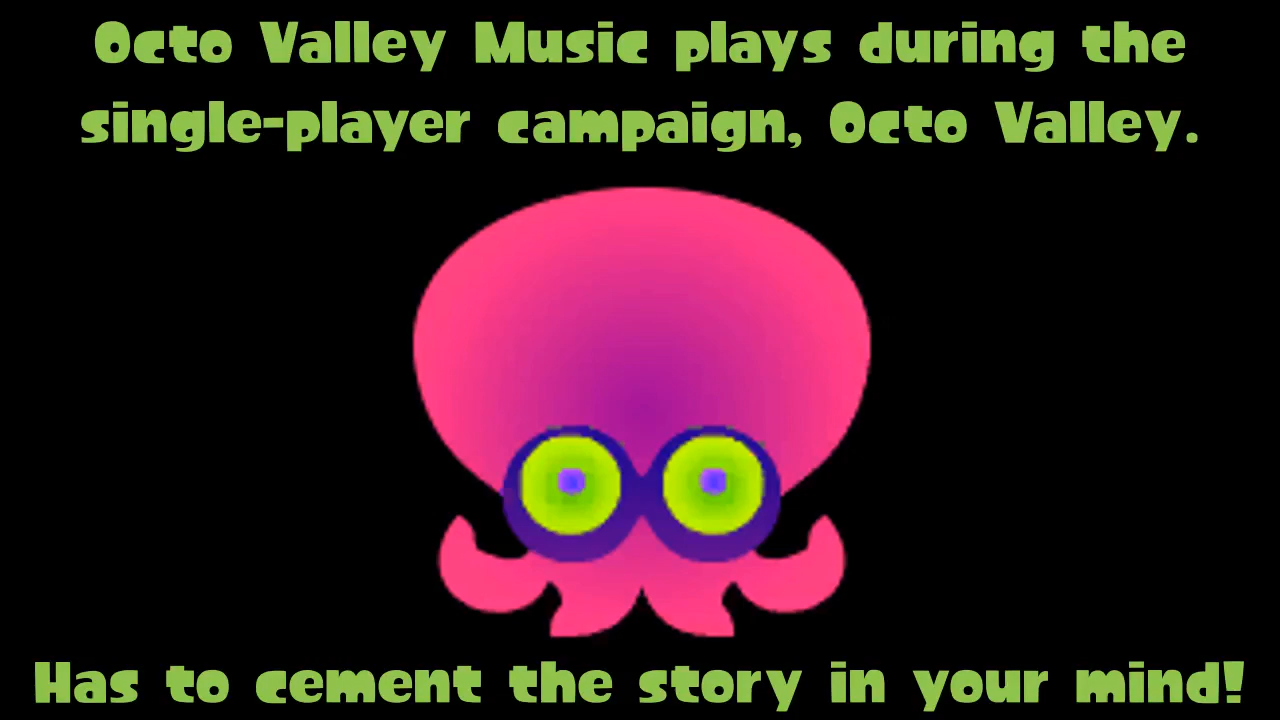 Octo Valley Music plays during the
single-player campaign, Octo Valley.
Has to cement the story in your mind!